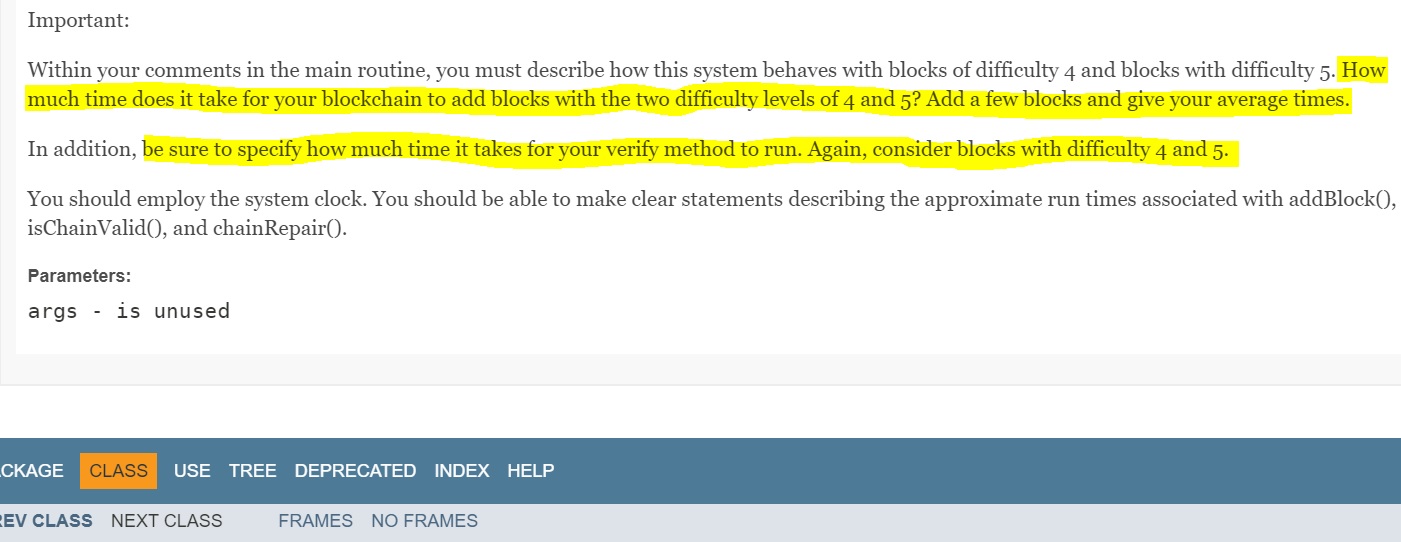 Important:
Within your comments in the main routine, you must describe how this system behaves with blocks of difficulty 4 and blocks with difficulty 5. How
much time does it take for your blockchain to add blocks with the two difficulty levels of 4 and 5? Add a few blocks and give your average times.
In addition, be sure to specify how much time it takes for your verify method to run. Again, consider blocks with difficulty 4 and 5.
You should employ the system clock. You should be able to make clear statements describing the approximate run times associated with addBlock(),
isChainValid(), and chainRepair().
Parameters:
args - is unused
CKAGE CLASS USE TREE DEPRECATED INDEX HELP
REV CLASS NEXT CLASS FRAMES NO FRAMES